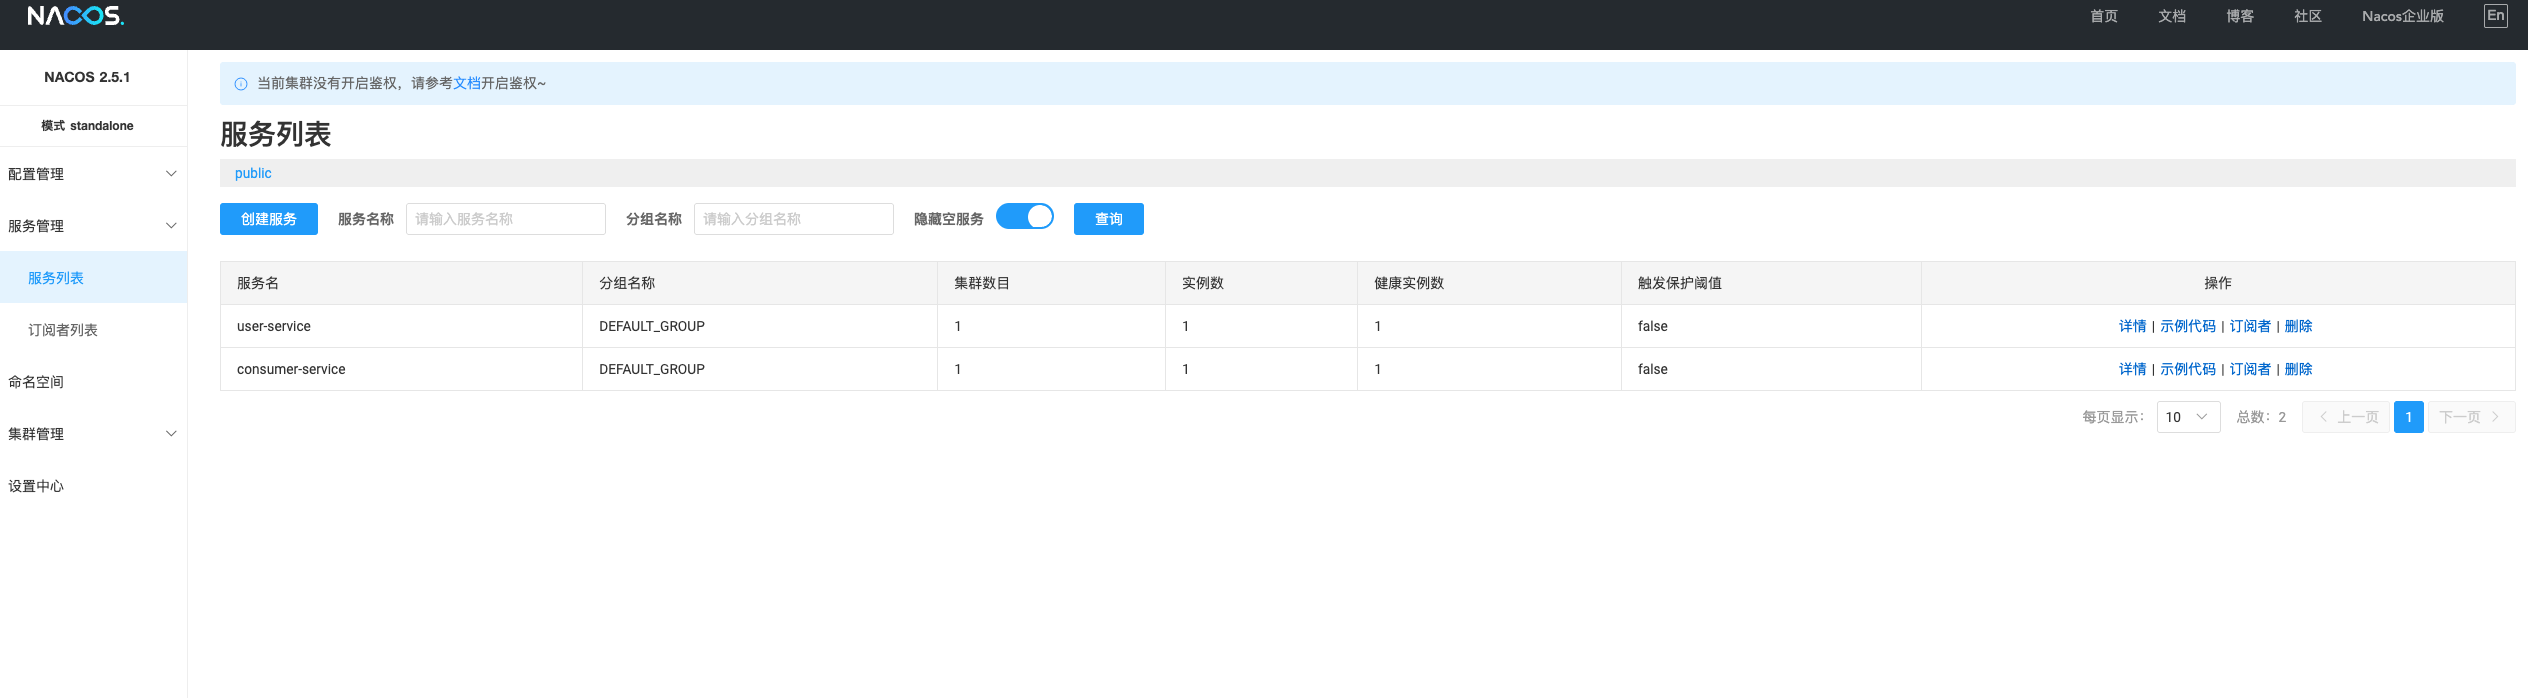 NACOS.
首页 文档 博客 社区 Nacos企业版 En
NACOS 2.5.1
模式 standalone
配置管理
服务管理
服务列表
订阅者列表
命名空间
集群管理
设置中心
当前集群没有开启鉴权，请参考文档开启鉴权~
服务列表
public
创建服务 服务名称 请输入服务名称 分组名称 请输入分组名称 隐藏空服务 查询
服务名 分组名称 集群数目 实例数 健康实例数 触发保护阈值 操作
user-service DEFAULT_GROUP 1 1 1 false 详情 | 示例代码 | 订阅者 | 删除
consumer-service DEFAULT_GROUP 1 1 1 false 详情 | 示例代码 | 订阅者 | 删除
每页显示： 10 总数：2 上一页 1 下一页